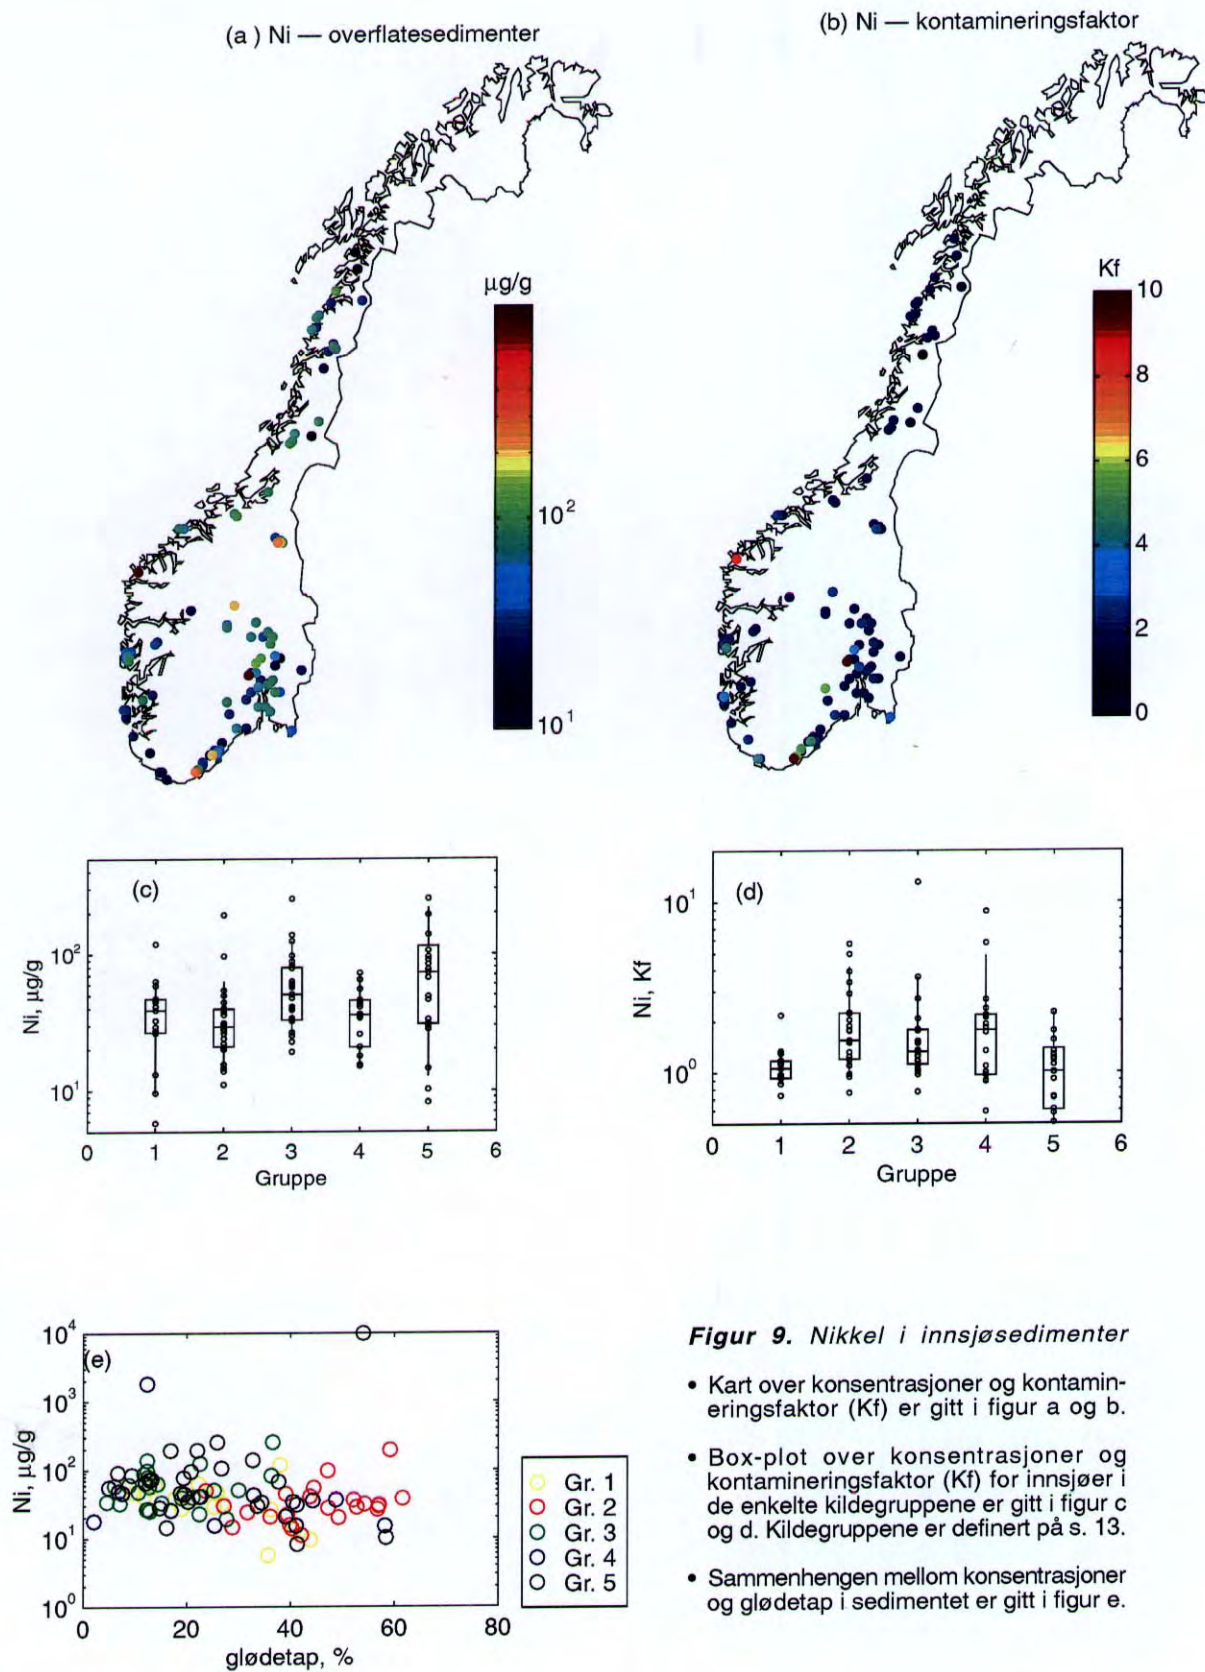 (a ) Ni — overflatesedimenter
(b) Ni — kontamineringsfaktor
µg/g
10²
10¹
Kf
10
8
6
4
2
0
(c)
Ni, µg/g
10²
10¹
0 1 2 3 4 5 6
Gruppe
(d)
Ni, Kf
10¹
10⁰
0 1 2 3 4 5 6
Gruppe
(e)
Ni, µg/g
10⁴
10³
10²
10¹
10⁰
0 20 40 60 80
glødetap, %
Gr. 1
Gr. 2
Gr. 3
Gr. 4
Gr. 5
Figur 9. Nikkel i innsjøsedimenter
• Kart over konsentrasjoner og kontamin-
eringsfaktor (Kf) er gitt i figur a og b.
• Box-plot over konsentrasjoner og
kontamineringsfaktor (Kf) for innsjøer i
de enkelte kildegruppene er gitt i figur c
og d. Kildegruppene er definert på s. 13.
• Sammenhengen mellom konsentrasjoner
og glødetap i sedimentet er gitt i figur e.